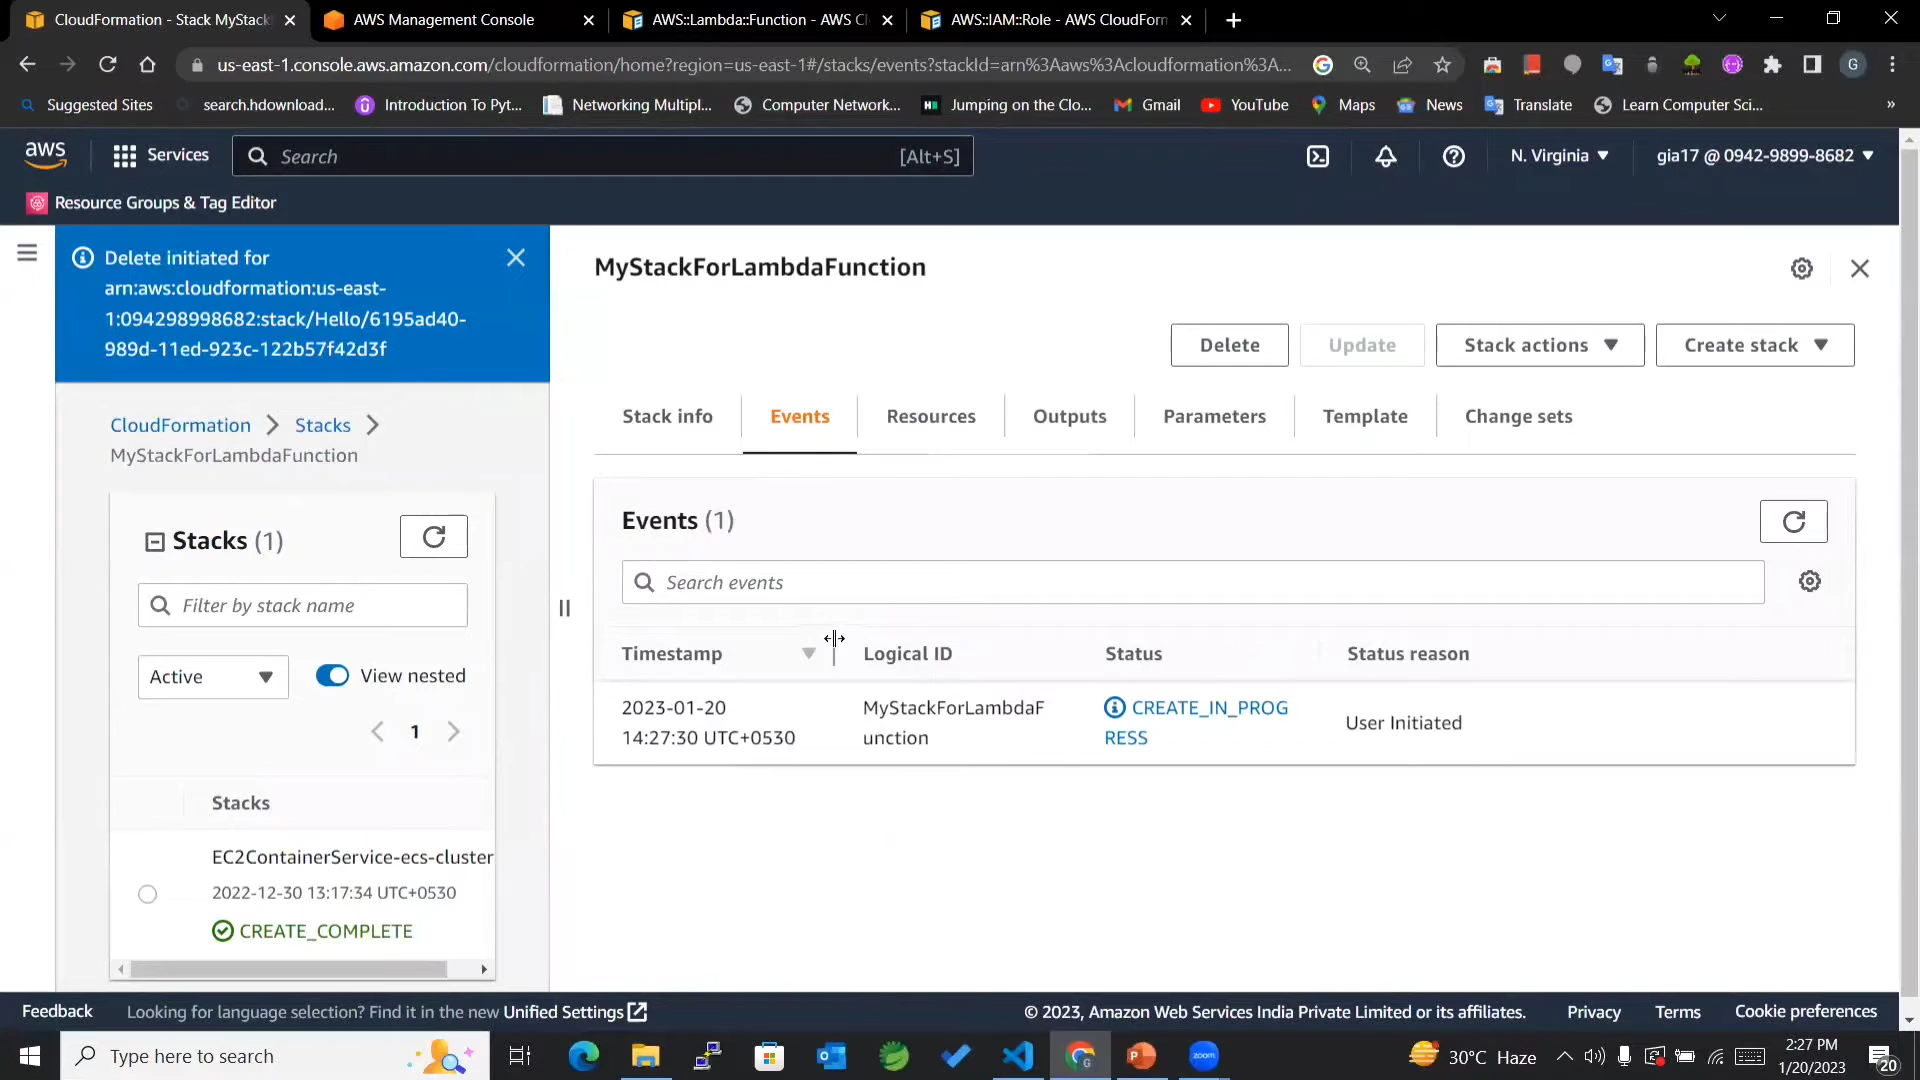 CloudFormation - Stack MyStack
AWS Management Console
AWS::Lambda::Function - AWS Cl
AWS::IAM::Role - AWS CloudForm
us-east-1.console.aws.amazon.com/cloudformation/home?region=us-east-1#/stacks/events?stackId=arn%3Aaws%3Acloudformation%3A...
G
Suggested Sites
search.hdownload...
Introduction To Pyt...
Networking Multipl...
Computer Network...
Jumping on the Clo...
Gmail
YouTube
Maps
News
Translate
Learn Computer Sci...
»
aws
Services
Search
[Alt+S]
N. Virginia
gia17 @ 0942-9899-8682
Resource Groups & Tag Editor
Delete initiated for
arn:aws:cloudformation:us-east-
1:094298998682:stack/Hello/6195ad40-
989d-11ed-923c-122b57f42d3f
CloudFormation
Stacks
MyStackForLambdaFunction
Stacks (1)
Filter by stack name
Active
View nested
1
Stacks
EC2ContainerService-ecs-cluster
2022-12-30 13:17:34 UTC+0530
CREATE_COMPLETE
MyStackForLambdaFunction
Delete
Update
Stack actions
Create stack
Stack info
Events
Resources
Outputs
Parameters
Template
Change sets
Events (1)
Search events
Timestamp
Logical ID
Status
Status reason
2023-01-20
14:27:30 UTC+0530
MyStackForLambdaF
unction
CREATE_IN_PROG
RESS
User Initiated
Feedback
Looking for language selection? Find it in the new Unified Settings
© 2023, Amazon Web Services India Private Limited or its affiliates.
Privacy
Terms
Cookie preferences
Type here to search
zoom
30°C Haze
2:27 PM
1/20/2023
20